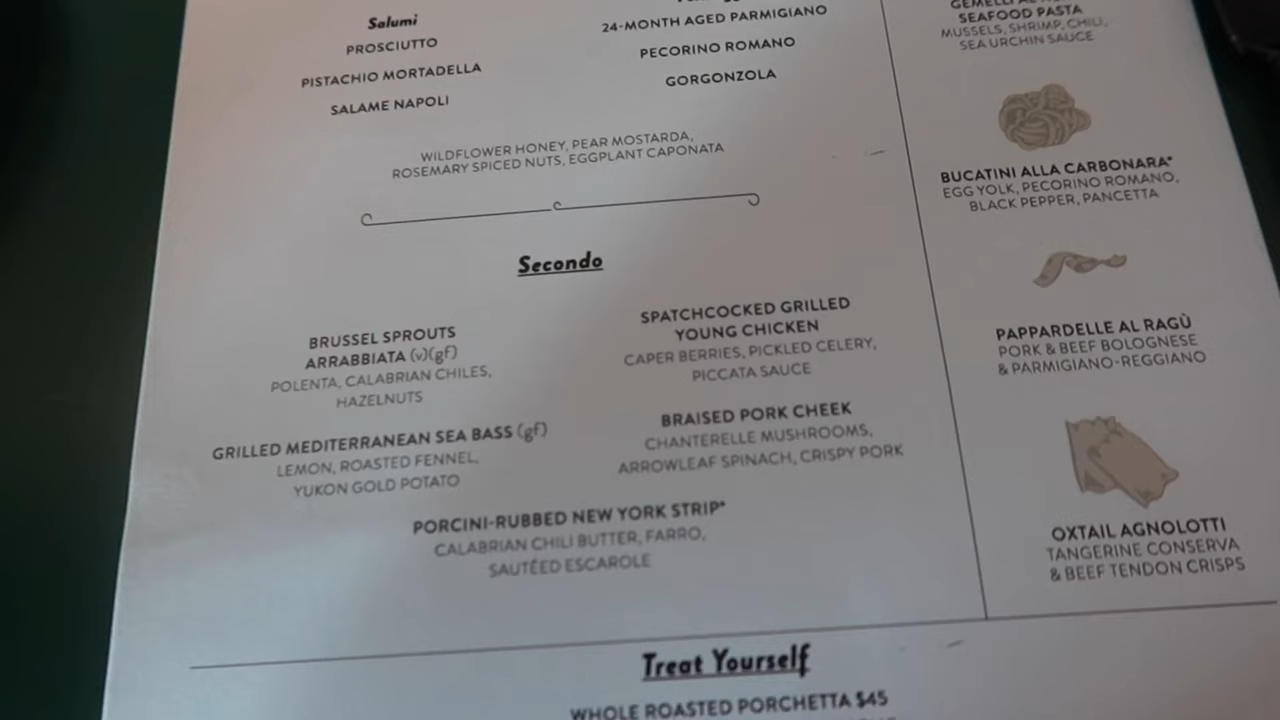 Salumi
PROSCIUTTO
PISTACHIO MORTADELLA
SALAME NAPOLI
24-MONTH AGED PARMIGIANO
PECORINO ROMANO
GORGONZOLA
WILDFLOWER HONEY, PEAR MOSTARDA,
ROSEMARY SPICED NUTS, EGGPLANT CAPONATA
Secondo
BRUSSEL SPROUTS
ARRABBIATA (v)(gf)
POLENTA, CALABRIAN CHILES,
HAZELNUTS
GRILLED MEDITERRANEAN SEA BASS (gf)
LEMON, ROASTED FENNEL,
YUKON GOLD POTATO
SPATCHCOCKED GRILLED
YOUNG CHICKEN
CAPER BERRIES, PICKLED CELERY,
PICCATA SAUCE
BRAISED PORK CHEEK
CHANTERELLE MUSHROOMS,
ARROWLEAF SPINACH, CRISPY PORK
PORCINI-RUBBED NEW YORK STRIP*
CALABRIAN CHILI BUTTER, FARRO,
SAUTÉED ESCAROLE
GEMELLI
SEAFOOD PASTA
MUSSELS, SHRIMP, CHILI,
SEA URCHIN SAUCE
BUCATINI ALLA CARBONARA*
EGG YOLK, PECORINO ROMANO,
BLACK PEPPER, PANCETTA
PAPPARDELLE AL RAGÙ
PORK & BEEF BOLOGNESE
& PARMIGIANO-REGGIANO
OXTAIL AGNOLOTTI
TANGERINE CONSERVA
& BEEF TENDON CRISPS
Treat Yourself
WHOLE ROASTED PORCHETTA $45